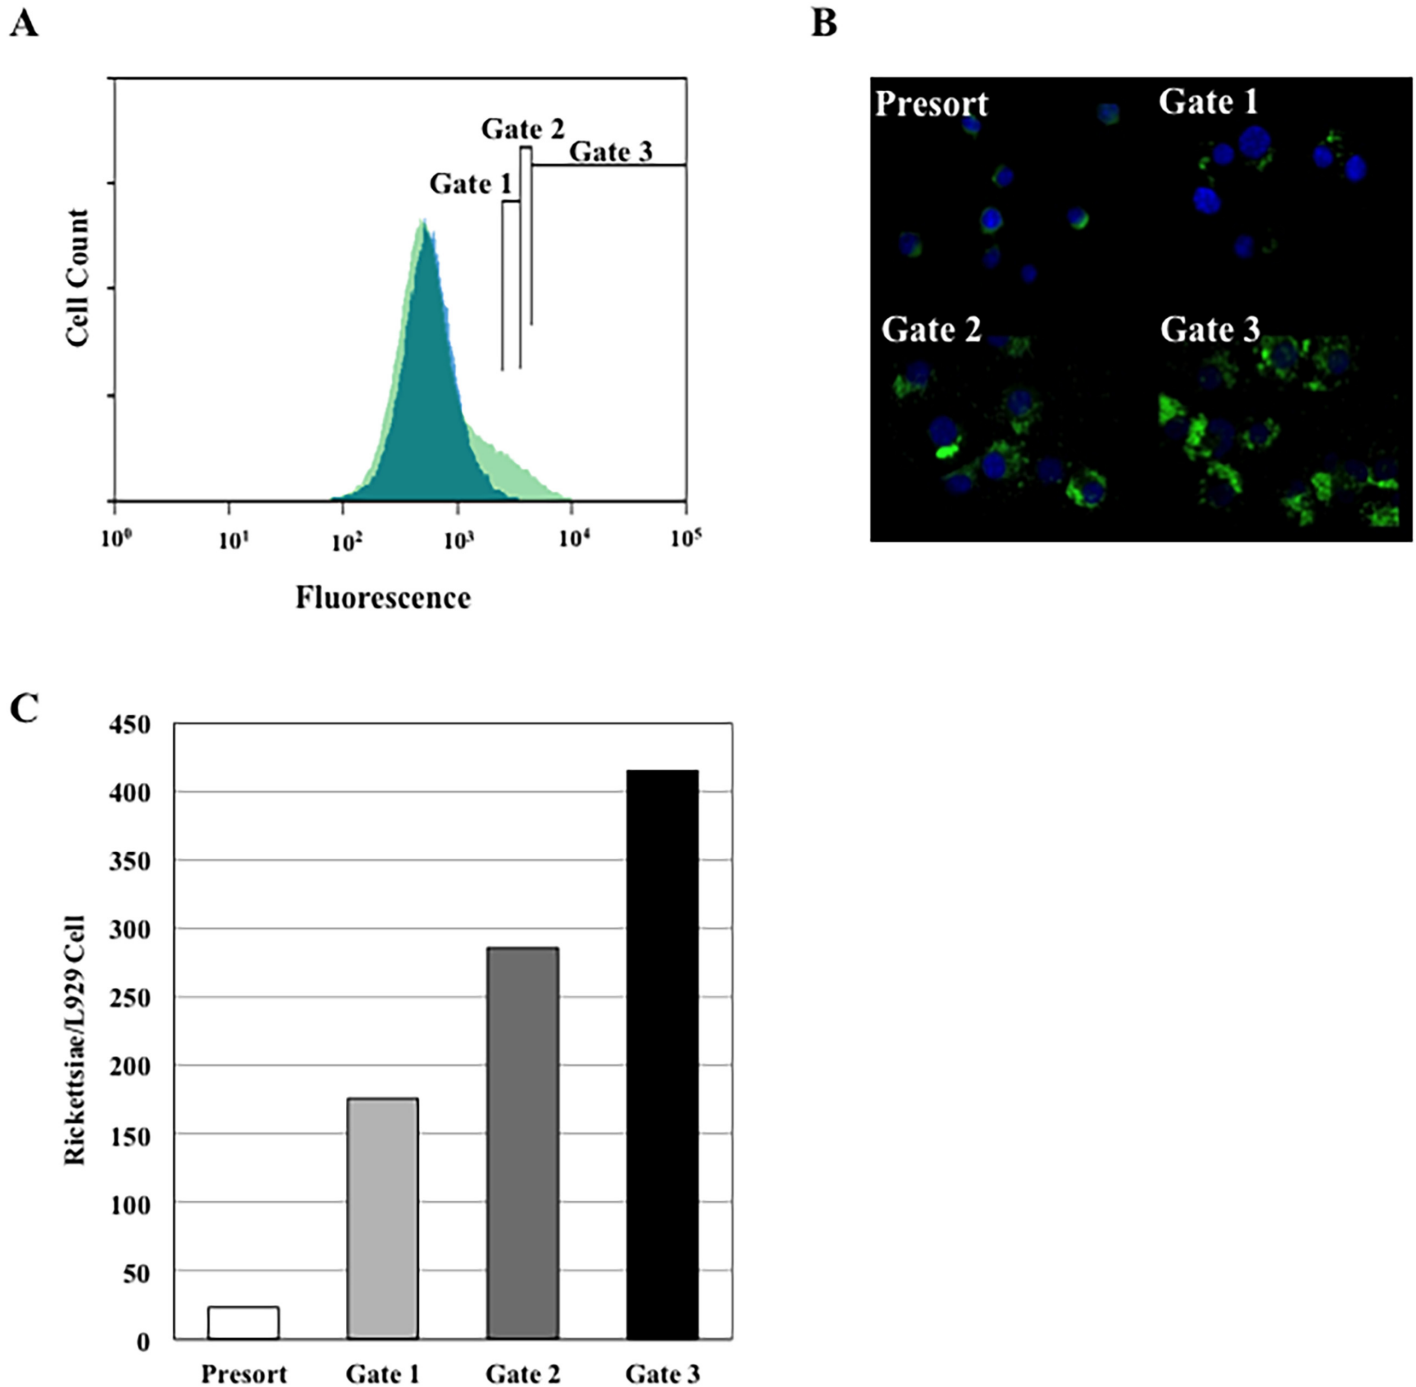 A
Gate 2
Gate 3
Gate 1
Cell Count
10⁰ 10¹ 10² 10³ 10⁴ 10⁵
Fluorescence
B
Presort Gate 1
Gate 2 Gate 3
C
450
400
350
300
250
200
150
100
50
0
Rickettsiae/L929 Cell
Presort Gate 1 Gate 2 Gate 3